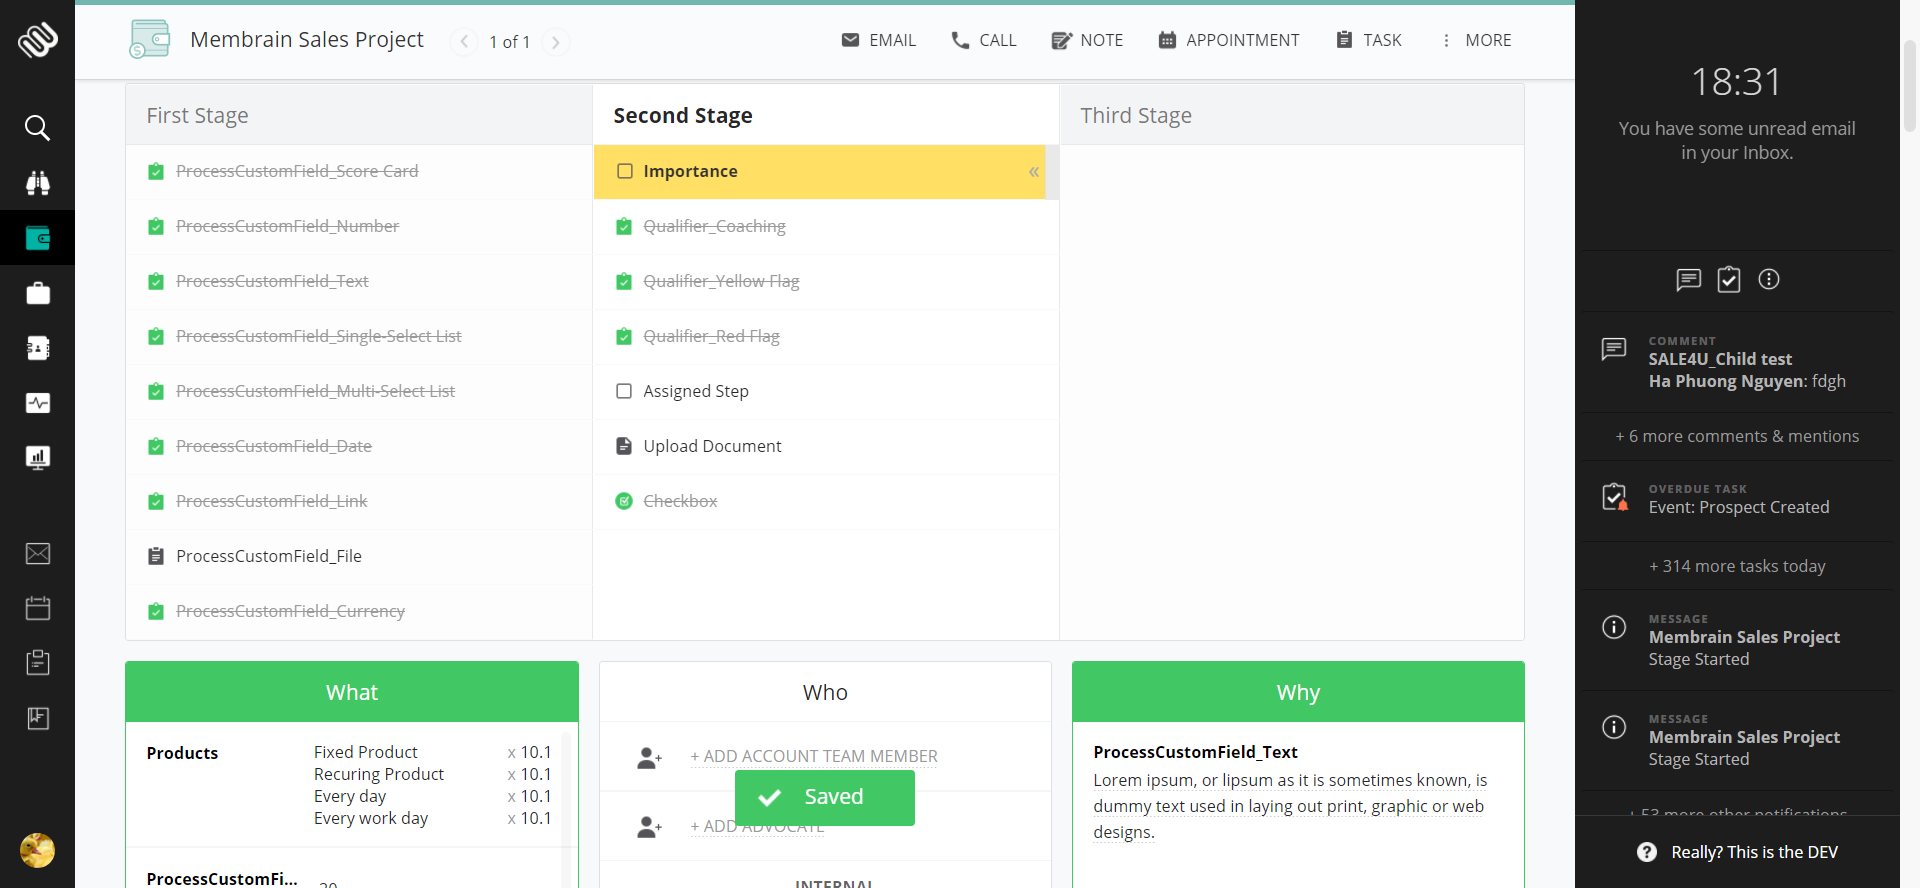 Membrain Sales Project
1 of 1
EMAIL
CALL
NOTE
APPOINTMENT
TASK
MORE
First Stage
ProcessCustomField_Score Card
ProcessCustomField_Number
ProcessCustomField_Text
ProcessCustomField_Single-Select List
ProcessCustomField_Multi-Select List
ProcessCustomField_Date
ProcessCustomField_Link
ProcessCustomField_File
ProcessCustomField_Currency
Second Stage
Importance
«
Qualifier_Coaching
Qualifier_Yellow Flag
Qualifier_Red Flag
Assigned Step
Upload Document
Checkbox
Third Stage
What
Products
Fixed Product x 10.1
Recuring Product x 10.1
Every day x 10.1
Every work day x 10.1
ProcessCustomFi... 20
Who
+ ADD ACCOUNT TEAM MEMBER
Saved
+ ADD ADVOCATE
INTERNAL
Why
ProcessCustomField_Text
Lorem ipsum, or lipsum as it is sometimes known, is
dummy text used in laying out print, graphic or web
designs.
18:31
You have some unread email
in your Inbox.
COMMENT
SALE4U_Child test
Ha Phuong Nguyen: fdgh
+ 6 more comments & mentions
OVERDUE TASK
Event: Prospect Created
+ 314 more tasks today
MESSAGE
Membrain Sales Project
Stage Started
MESSAGE
Membrain Sales Project
Stage Started
+ 53 more other notifications
Really? This is the DEV